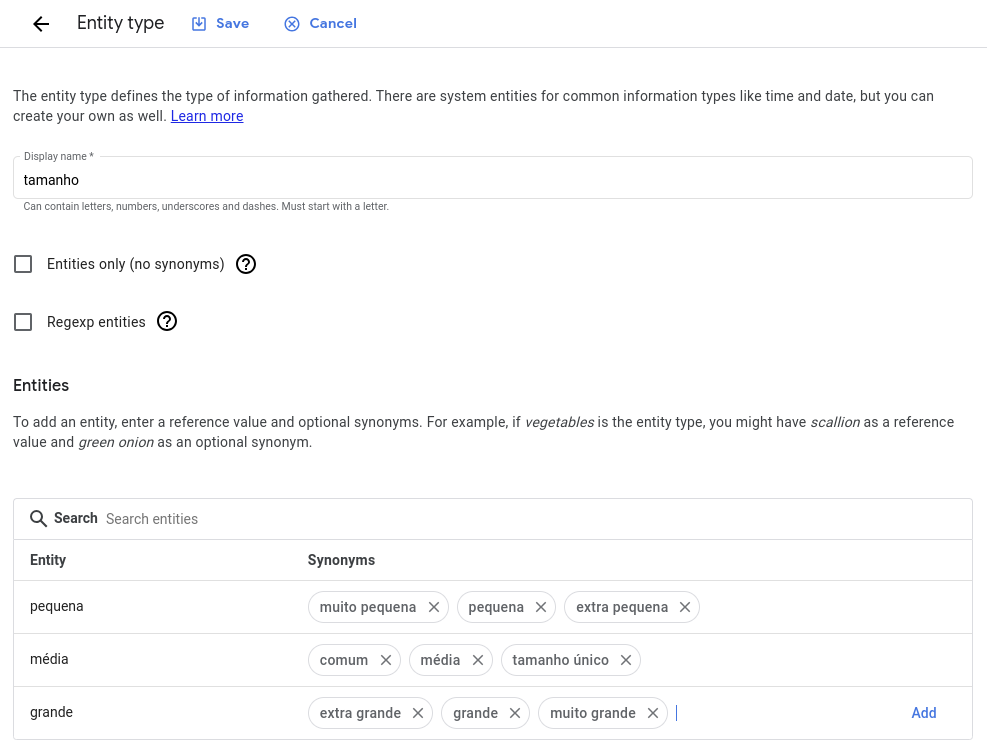 Entity type Save Cancel
The entity type defines the type of information gathered. There are system entities for common information types like time and date, but you can
create your own as well. Learn more
Display name *
tamanho
Can contain letters, numbers, underscores and dashes. Must start with a letter.
Entities only (no synonyms)
Regexp entities
Entities
To add an entity, enter a reference value and optional synonyms. For example, if vegetables is the entity type, you might have scallion as a reference
value and green onion as an optional synonym.
Search Search entities
Entity Synonyms
pequena muito pequena pequena extra pequena
média comum média tamanho único
grande extra grande grande muito grande Add